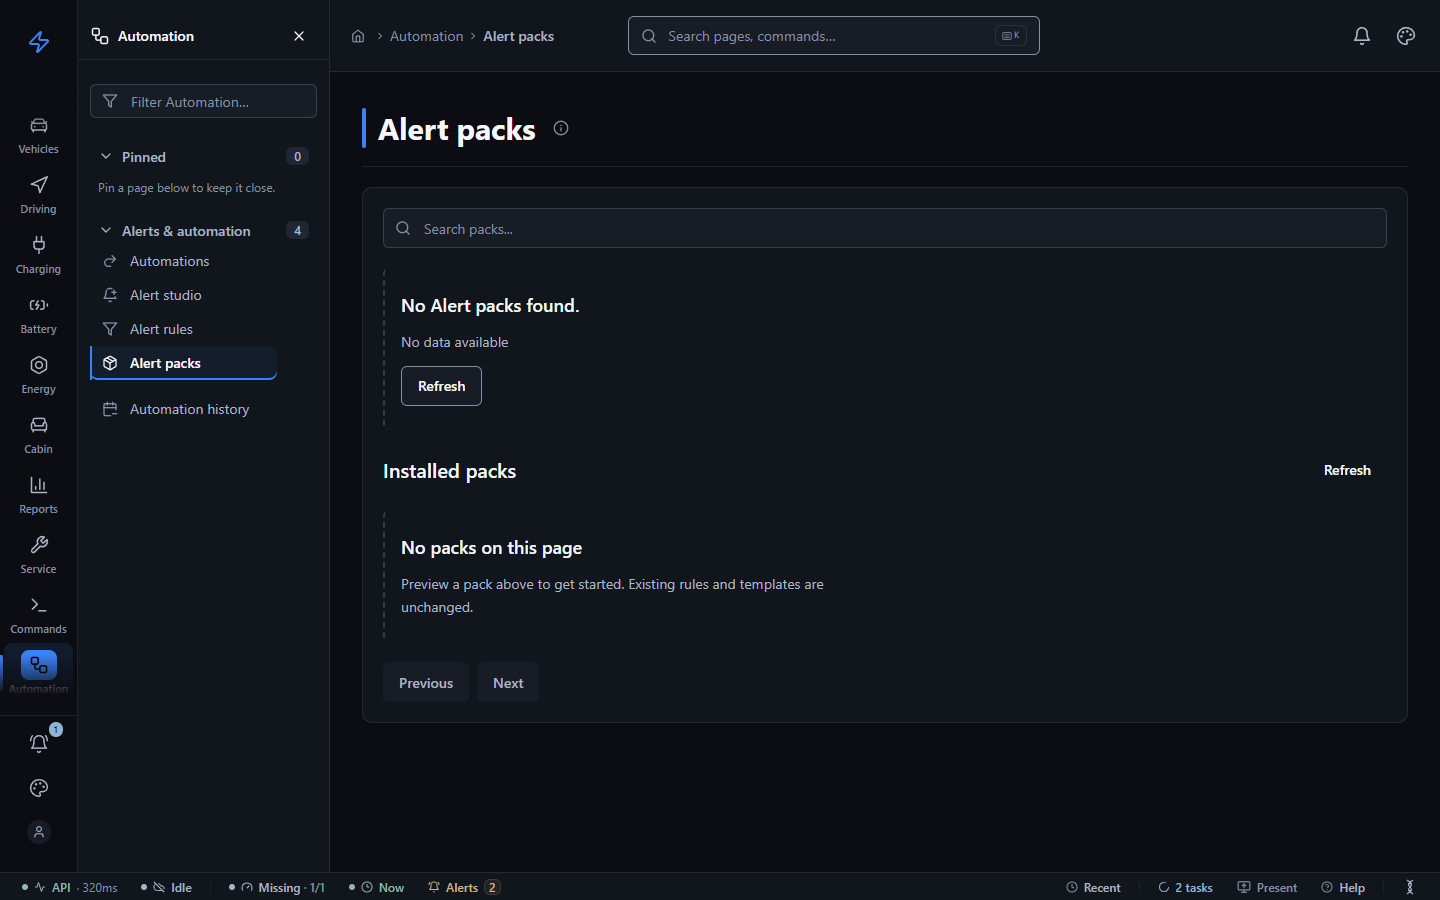 Automation
Automation
Alert packs
Search pages, commands...
K
Filter Automation...
Pinned
0
Pin a page below to keep it close.
Alerts & automation
4
Automations
Alert studio
Alert rules
Alert packs
Automation history
Vehicles
Driving
Charging
Battery
Energy
Cabin
Reports
Service
Commands
Automation
1
Alert packs
Search packs...
No Alert packs found.
No data available
Refresh
Installed packs
Refresh
No packs on this page
Preview a pack above to get started. Existing rules and templates are
unchanged.
Previous
Next
API · 320ms
Idle
Missing · 1/1
Now
Alerts 2
Recent
2 tasks
Present
Help